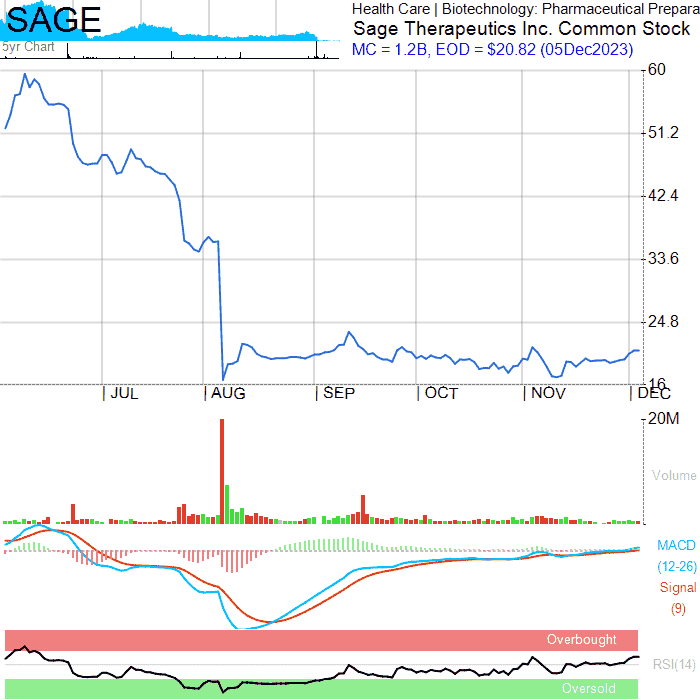 SAGE
5yr Chart
Health Care | Biotechnology: Pharmaceutical Prepara
Sage Therapeutics Inc. Common Stock
MC = 1.2B, EOD = $20.82 (05Dec2023)
60
51.2
42.4
33.6
24.8
16
JUL AUG SEP OCT NOV DEC
20M
Volume
MACD
(12-26)
Signal
(9)
Overbought
RSI(14)
Oversold